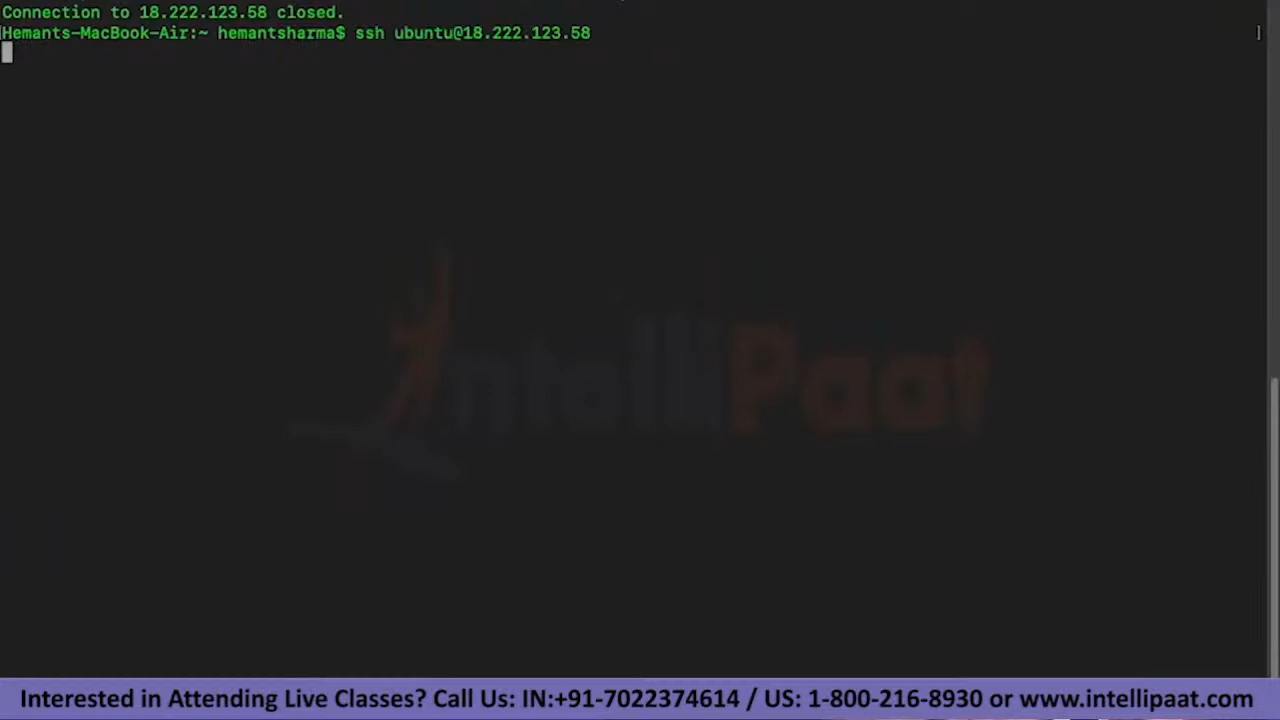 Connection to 18.222.123.58 closed.
[Hemants-MacBook-Air:~ hemantsharma$ ssh ubuntu@18.222.123.58 ]
IntelliPaat
Interested in Attending Live Classes? Call Us: IN:+91-7022374614 / US: 1-800-216-8930 or www.intellipaat.com